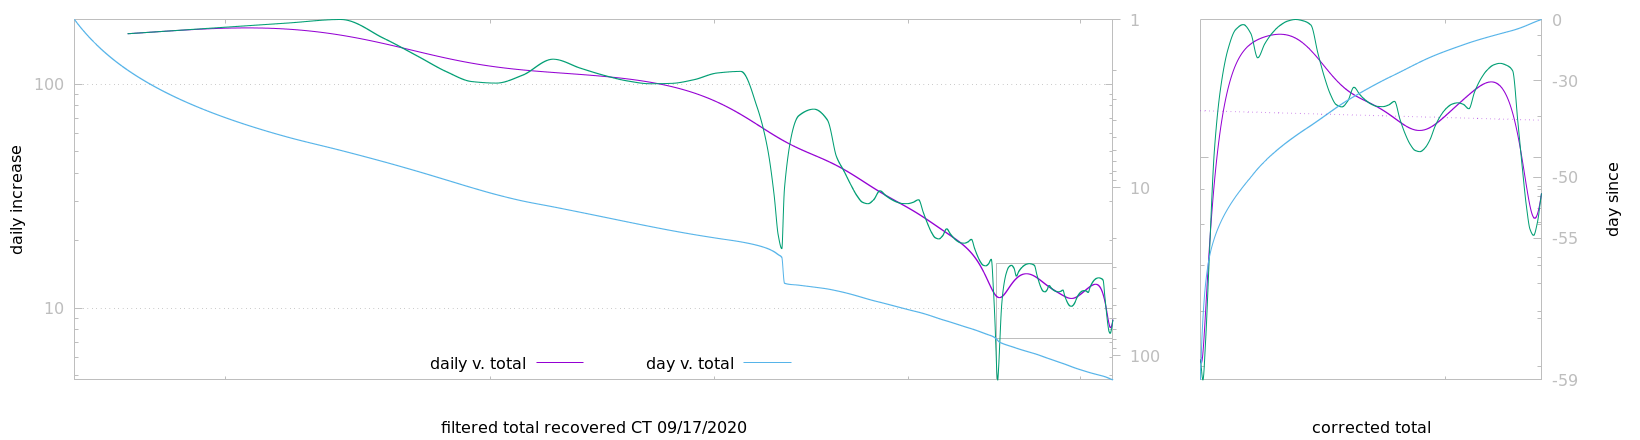 daily increase
100
10
daily v. total
day v. total
1
10
100
filtered total recovered CT 09/17/2020
0
-30
-50
-55
-59
day since
corrected total